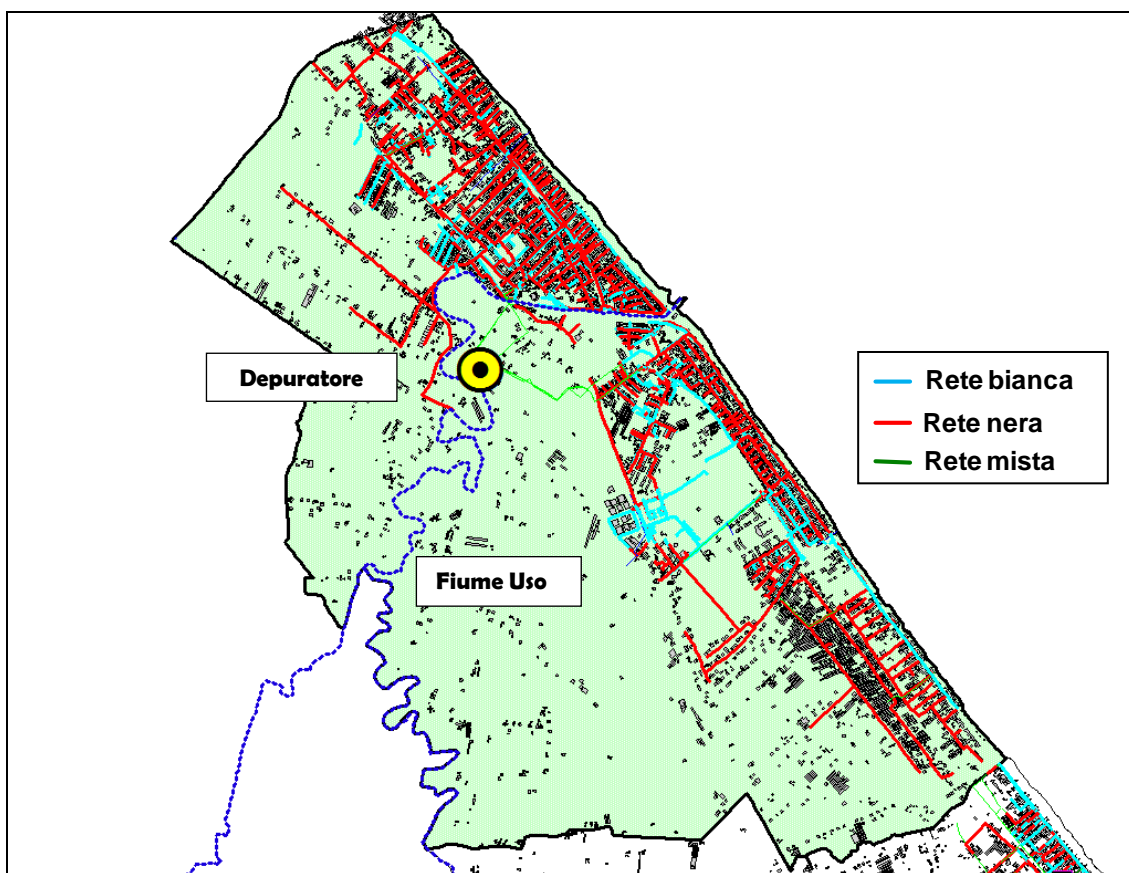 Depuratore
Rete bianca
Rete nera
Rete mista
Fiume Uso